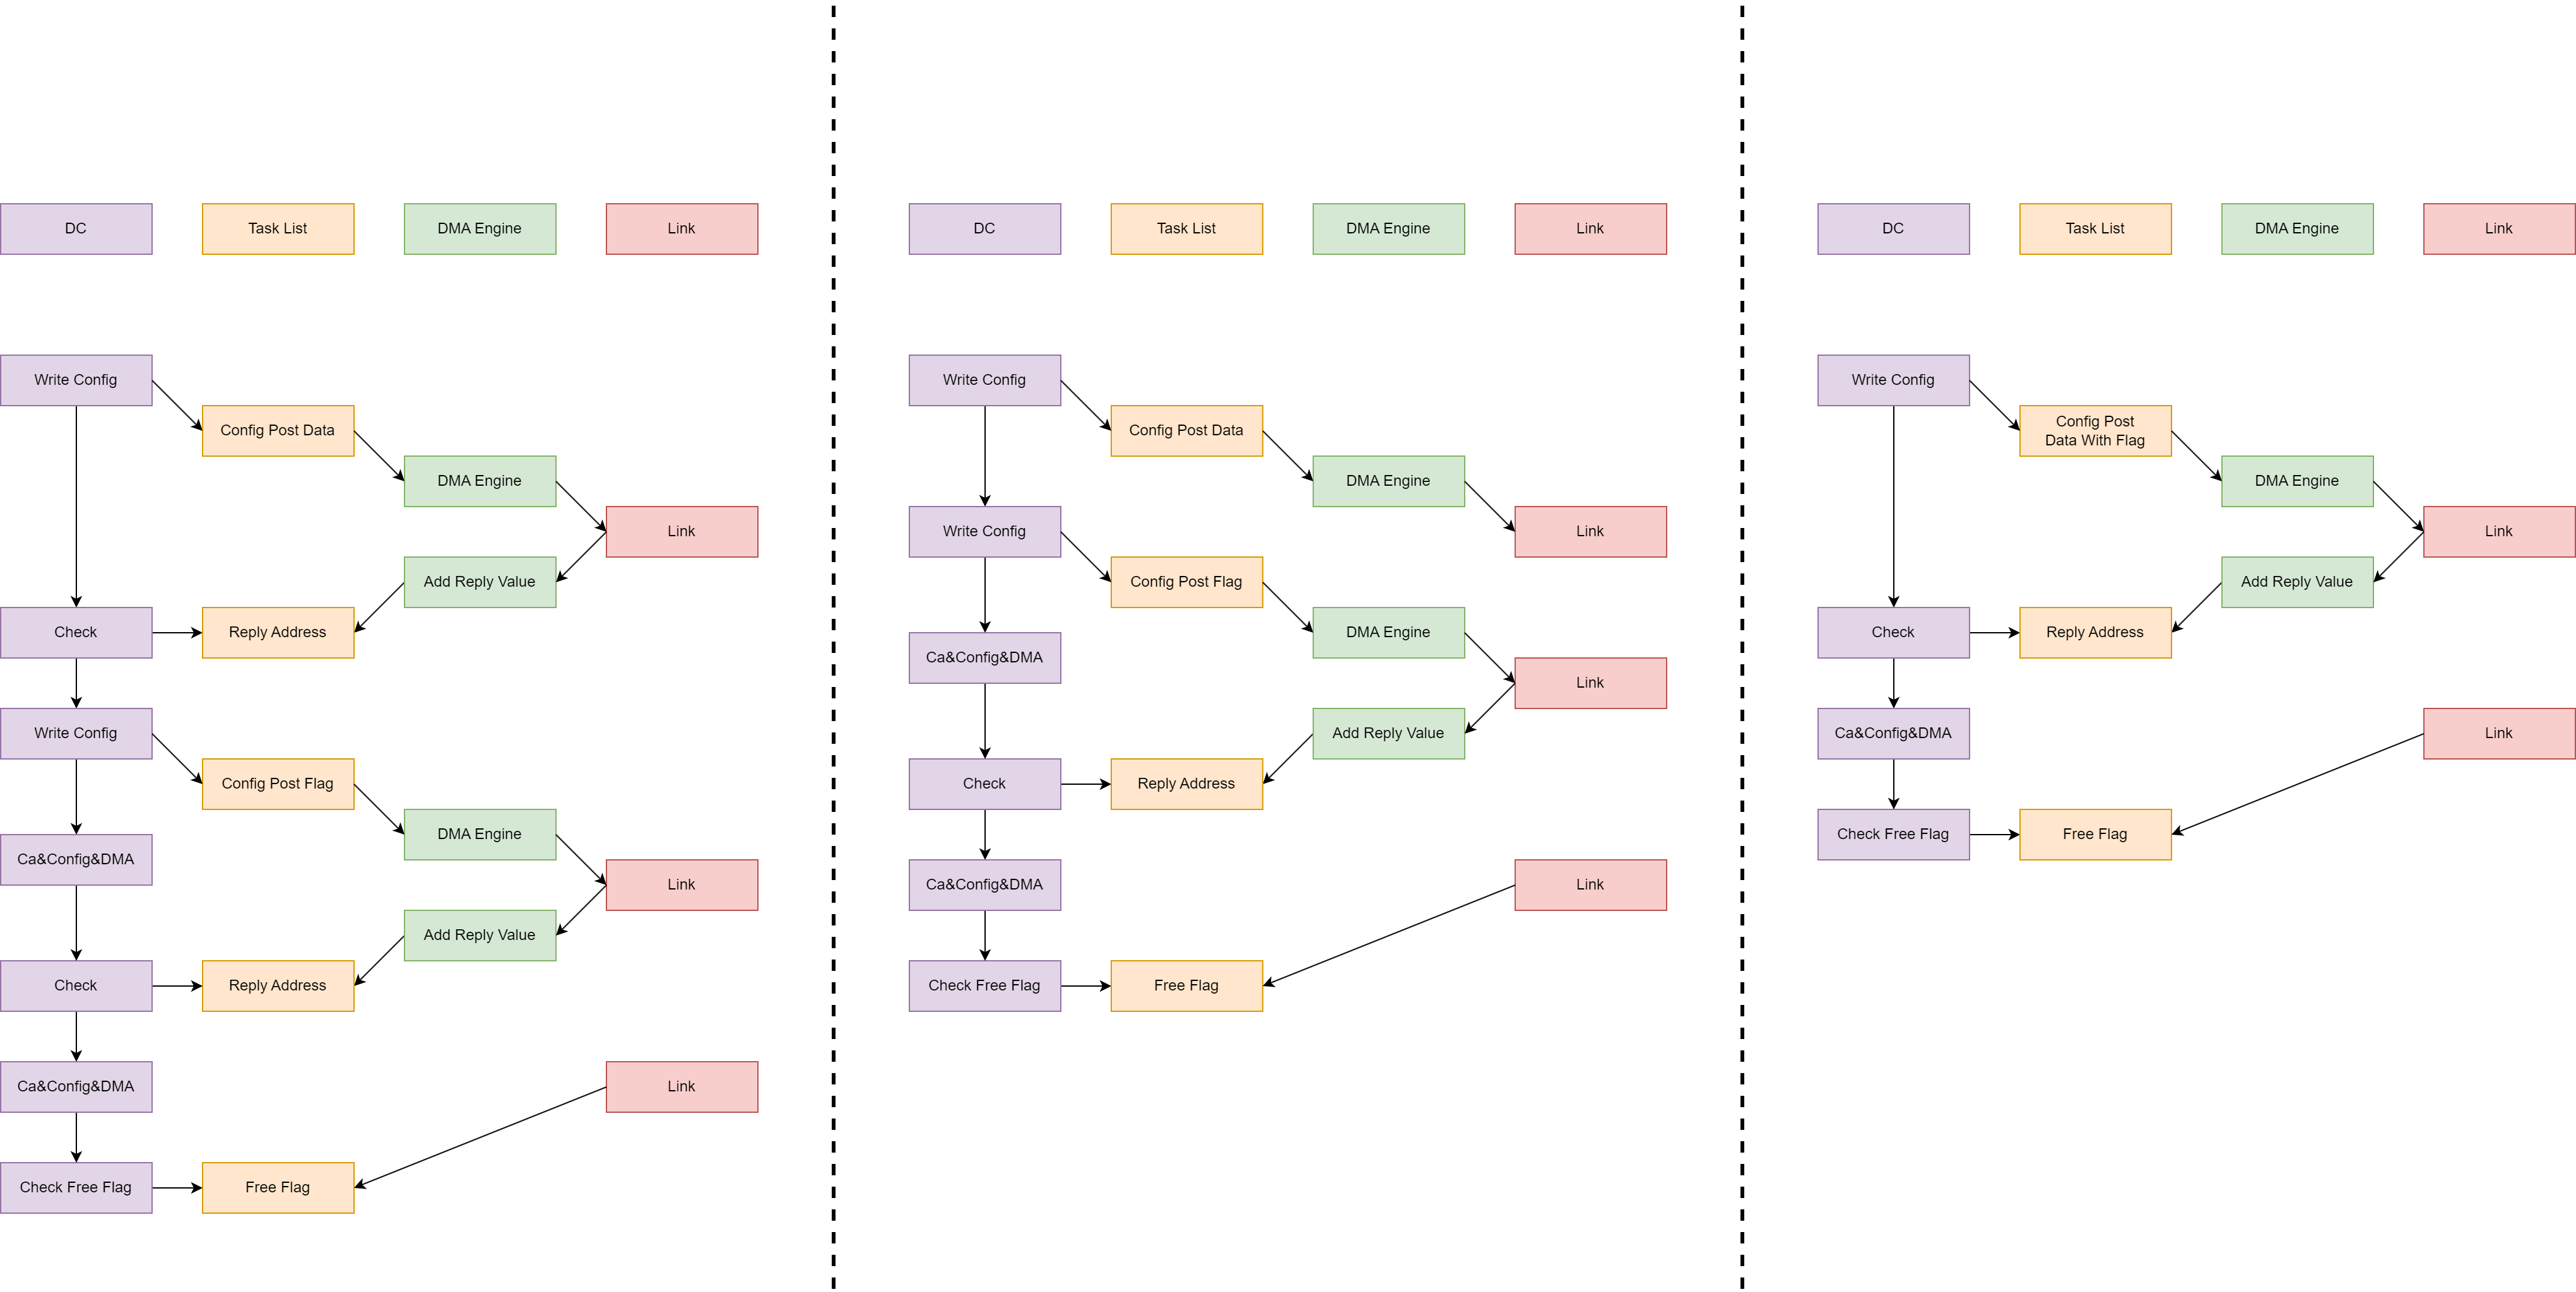 DC
Task List
DMA Engine
Link
Write Config
Config Post Data
DMA Engine
Link
Add Reply Value
Check
Reply Address
Write Config
Config Post Flag
Ca&Config&DMA
DMA Engine
Link
Add Reply Value
Check
Reply Address
Ca&Config&DMA
Link
Check Free Flag
Free Flag
DC
Task List
DMA Engine
Link
Write Config
Config Post Data
DMA Engine
Link
Write Config
Config Post Flag
DMA Engine
Ca&Config&DMA
Link
Add Reply Value
Check
Reply Address
Ca&Config&DMA
Link
Check Free Flag
Free Flag
DC
Task List
DMA Engine
Link
Write Config
Config Post
Data With Flag
DMA Engine
Link
Add Reply Value
Check
Reply Address
Ca&Config&DMA
Link
Check Free Flag
Free Flag